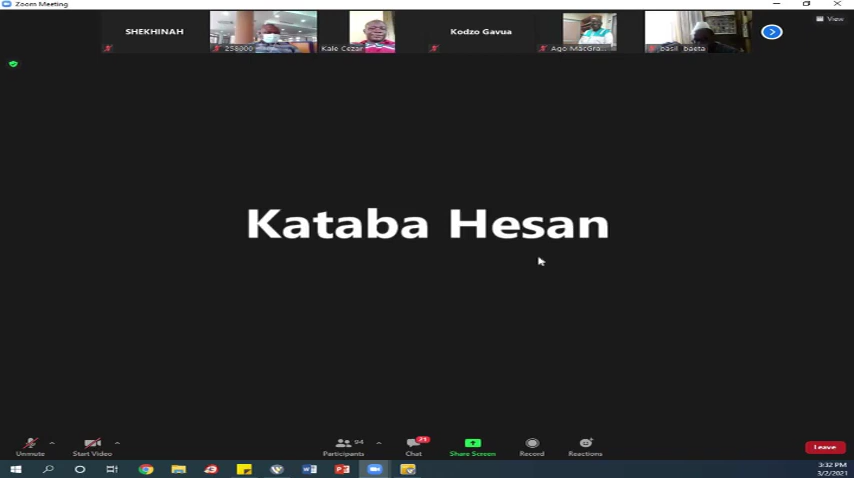 Zoom Meeting
View
SHEKHINAH
258000
Kale Cezar
Kodzo Gavua
Ago MacGra...
basil baeta
Kataba Hesan
Unmute
Start Video
94
Participants
Chat
Share Screen
Record
Reactions
Leave
3:32 PM
3/2/2021